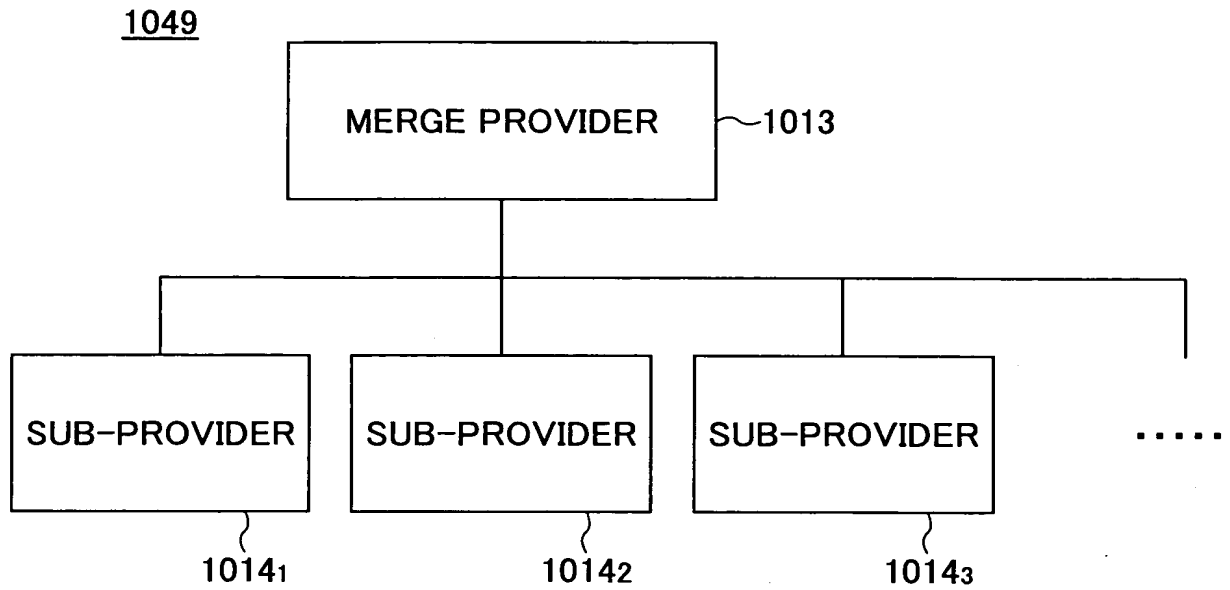 1049
MERGE PROVIDER
1013
SUB-PROVIDER
SUB-PROVIDER
SUB-PROVIDER
.....
1014₁
1014₂
1014₃